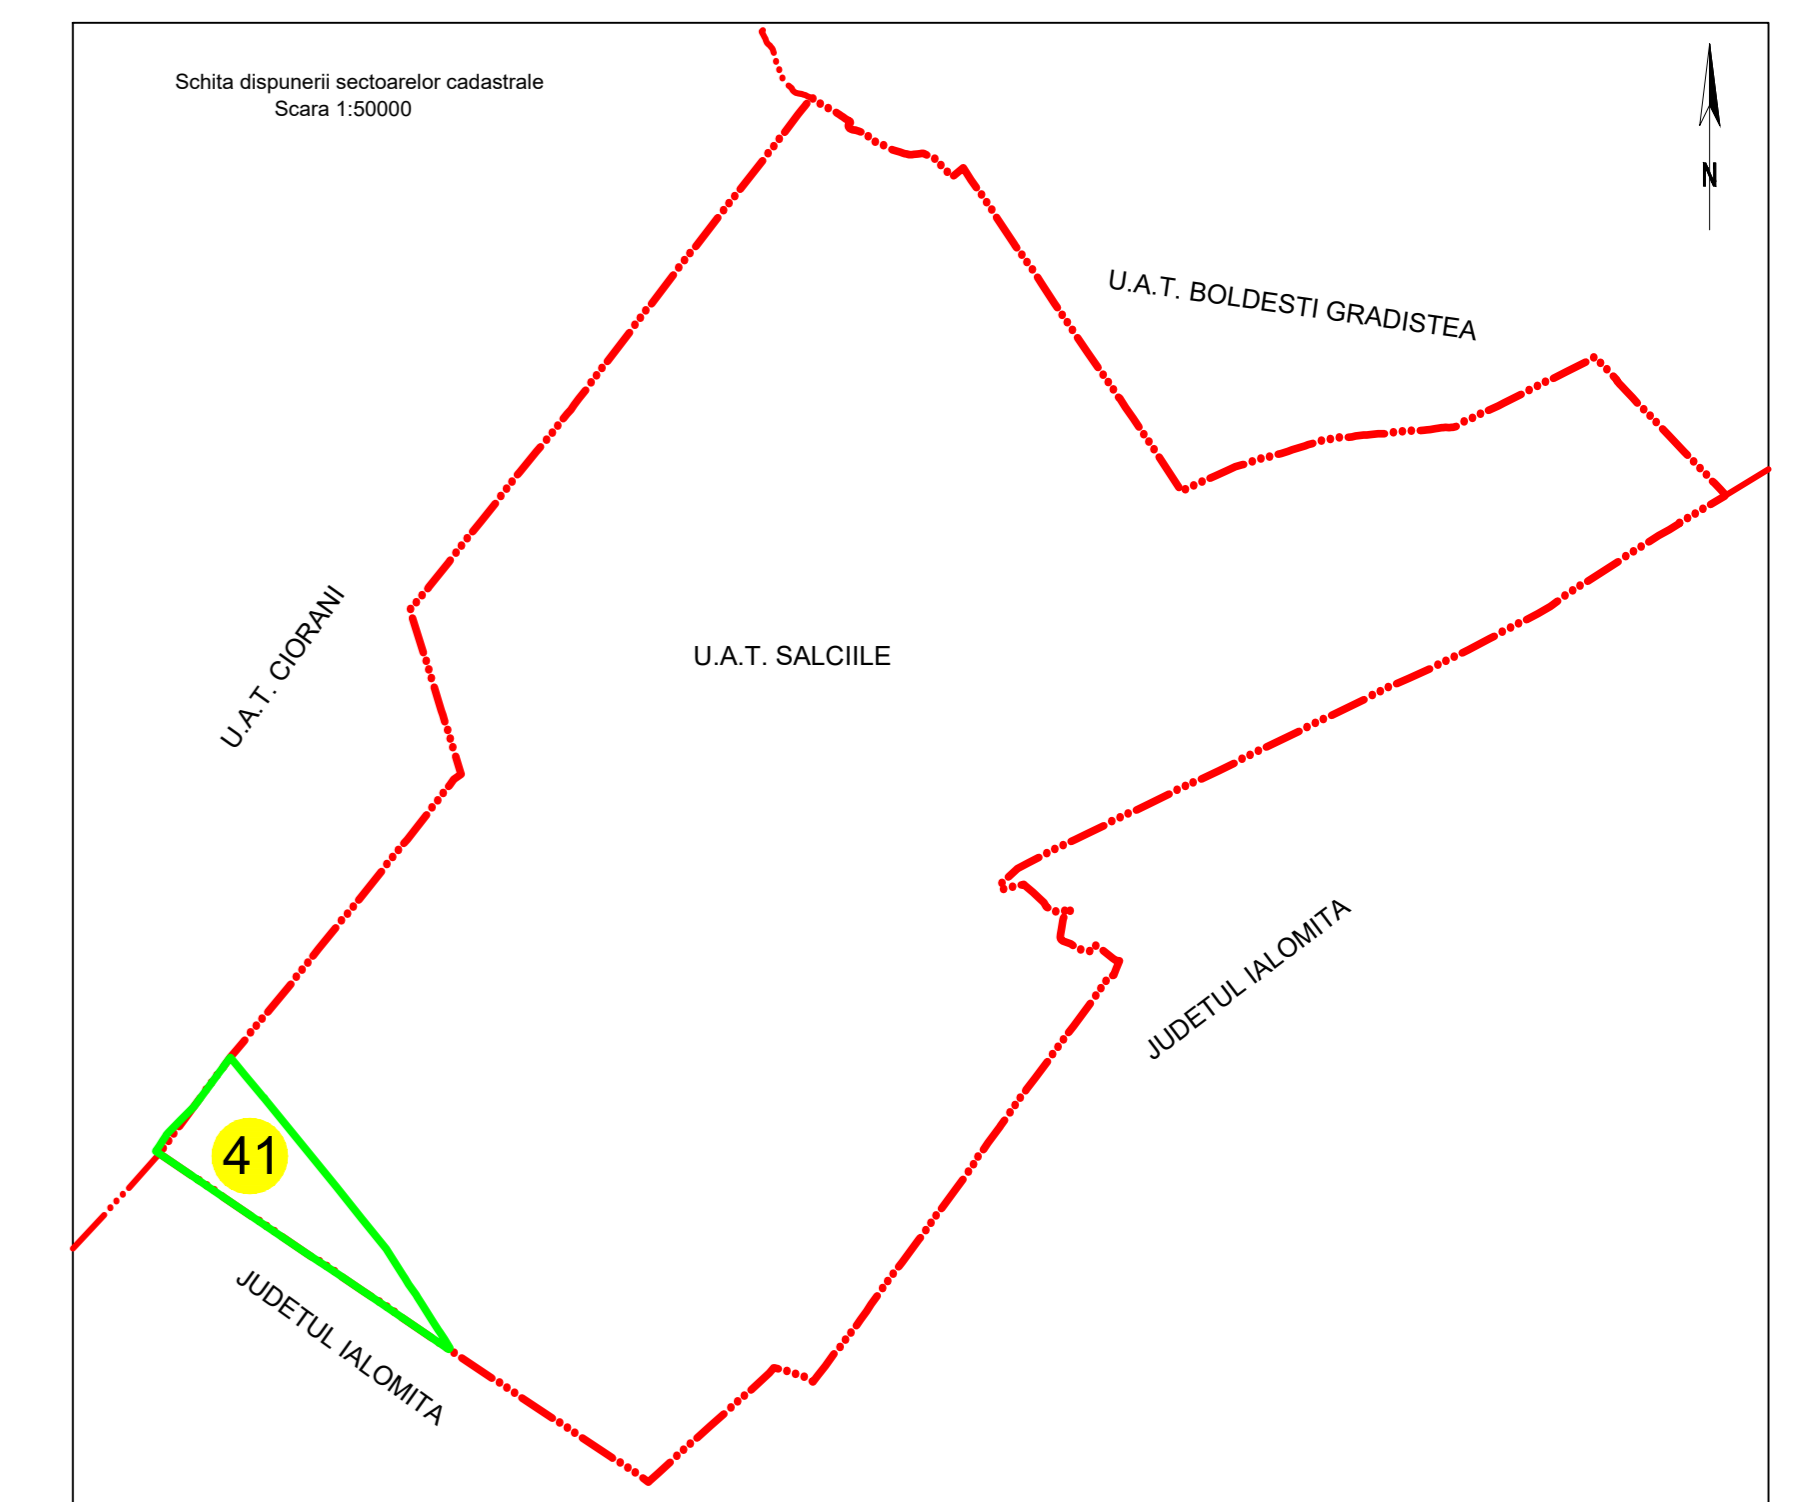 Schita dispunerii sectoarelor cadastrale
Scara 1:50000
N
U.A.T. BOLDESTI GRADISTEA
U.A.T. CIORANI
U.A.T. SALCIILE
JUDETUL IALOMITA
41
JUDETUL IALOMITA